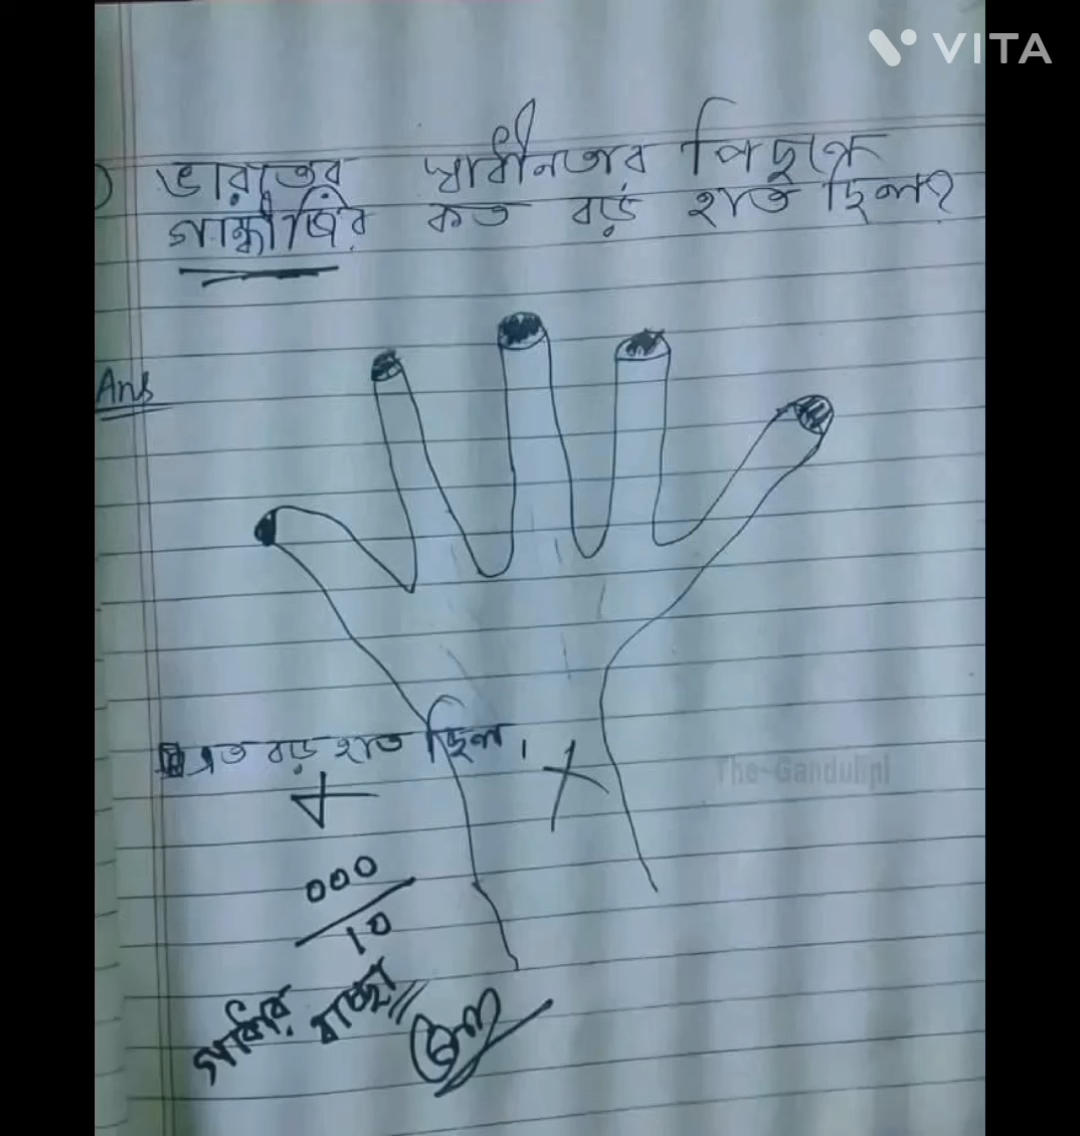 VITA
) ভারতের স্বাধীনতার পিছনে
গান্ধীজির কত বড় হাত ছিল?
Ans
এত বড় হাত ছিল।
The-Gandulipi
000
10
বাচ্ছা